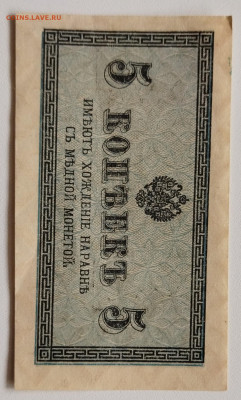 COINS.LAVE.RU
5 КОПѢЕКЪ 5
ИМѢЮТЪ ХОЖДЕНІЕ НАРАВНѢ
СЪ МѢДНОЙ МОНЕТОЙ.